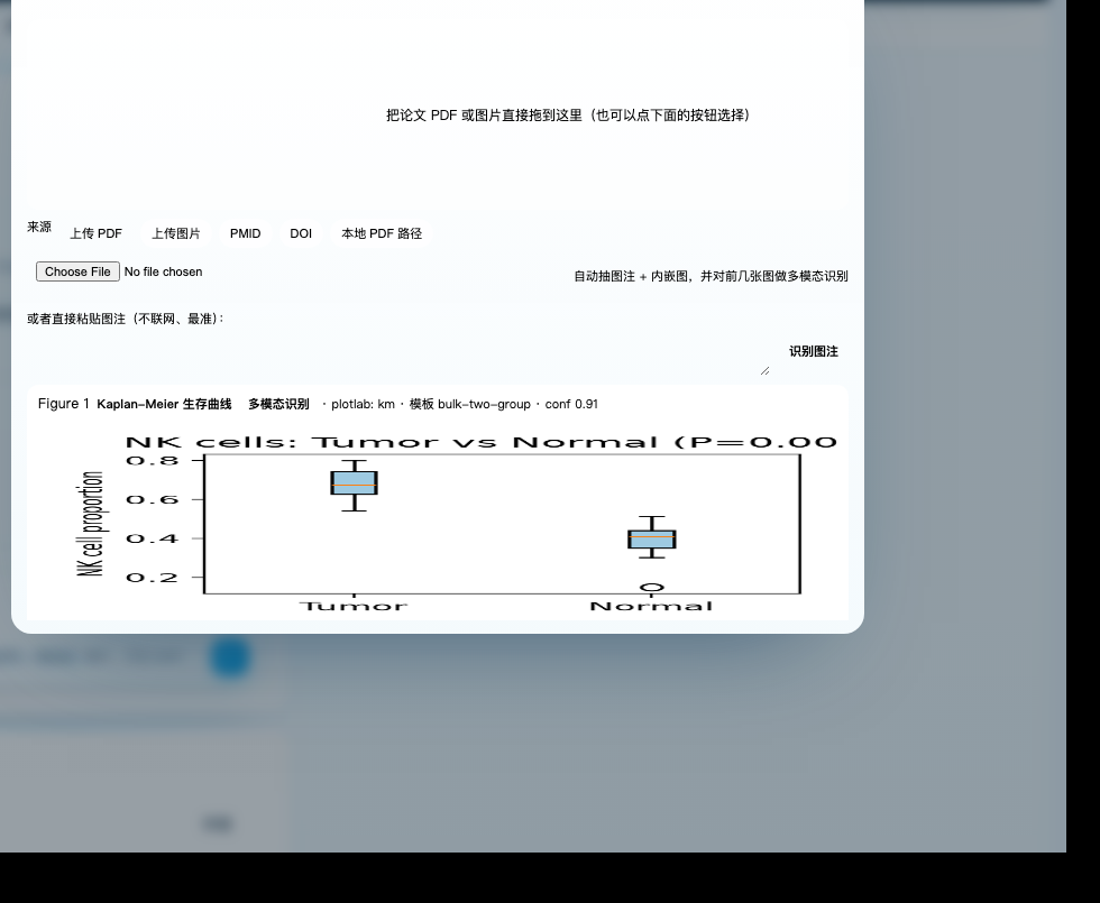 把论文 PDF 或图片直接拖到这里（也可以点下面的按钮选择）
来源 上传 PDF 上传图片 PMID DOI 本地 PDF 路径
Choose File No file chosen 自动抽图注 + 内嵌图，并对前几张图做多模态识别
或者直接粘贴图注（不联网、最准）：
识别图注
Figure 1 Kaplan–Meier 生存曲线 多模态识别 · plotlab: km · 模板 bulk-two-group · conf 0.91
NK cells: Tumor vs Normal (P=0.00
NK cell proportion
0.8
0.6
0.4
0.2
Tumor Normal